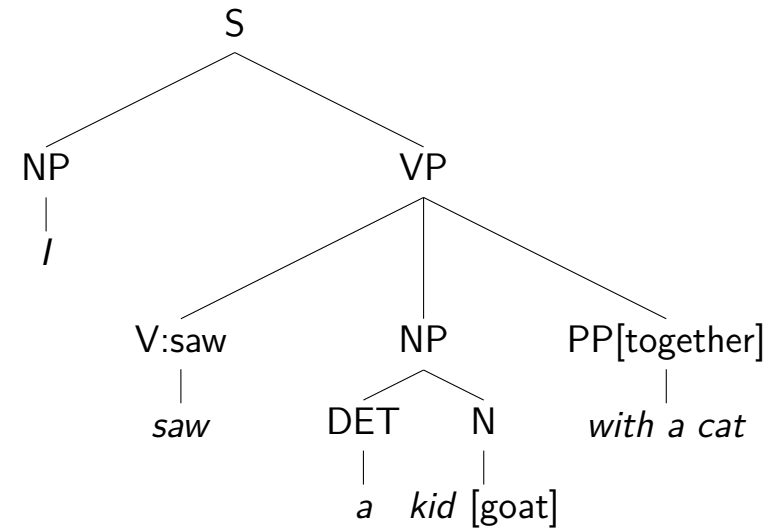 S
NP VP
I
V:saw NP PP[together]
saw DET N with a cat
a kid [goat]